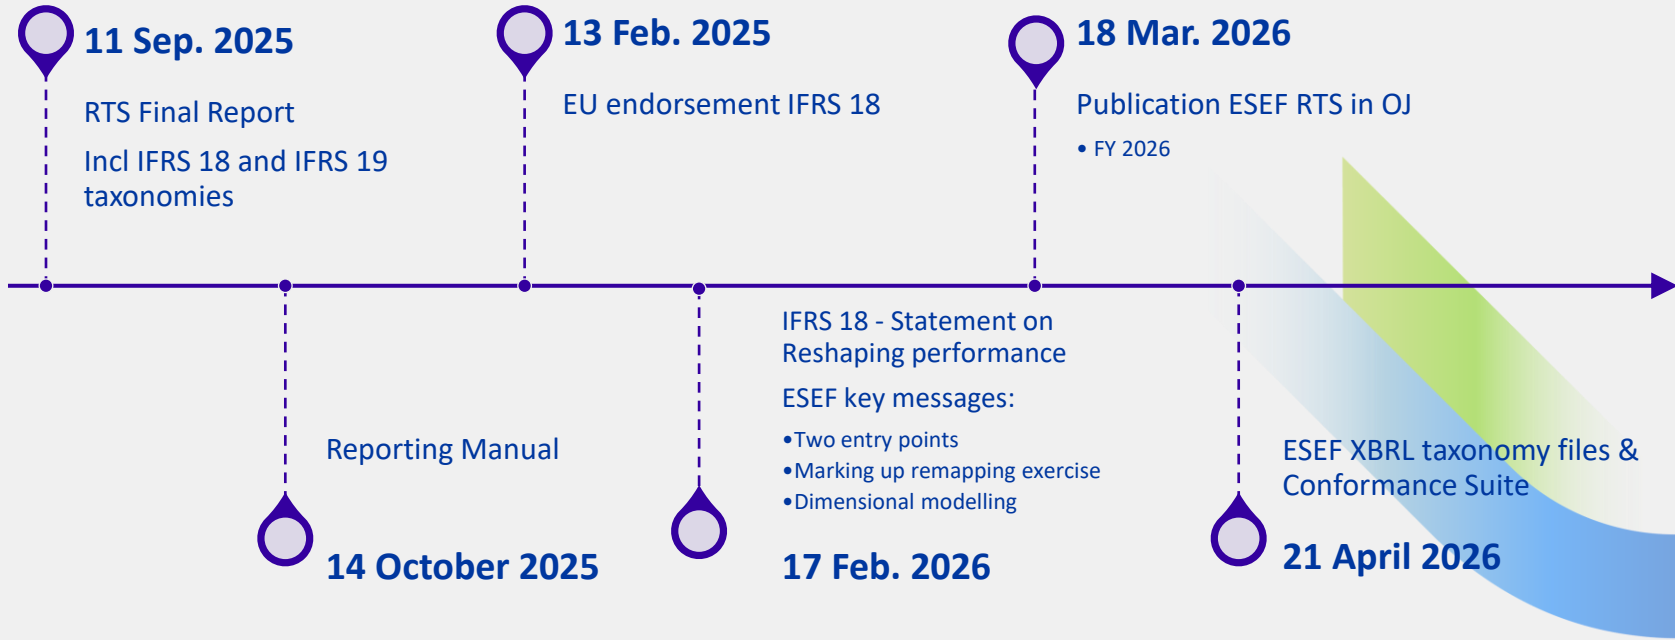 11 Sep. 2025
RTS Final Report
Incl IFRS 18 and IFRS 19
taxonomies
13 Feb. 2025
EU endorsement IFRS 18
18 Mar. 2026
Publication ESEF RTS in OJ
• FY 2026
Reporting Manual
14 October 2025
IFRS 18 - Statement on
Reshaping performance
ESEF key messages:
•Two entry points
•Marking up remapping exercise
•Dimensional modelling
17 Feb. 2026
ESEF XBRL taxonomy files &
Conformance Suite
21 April 2026